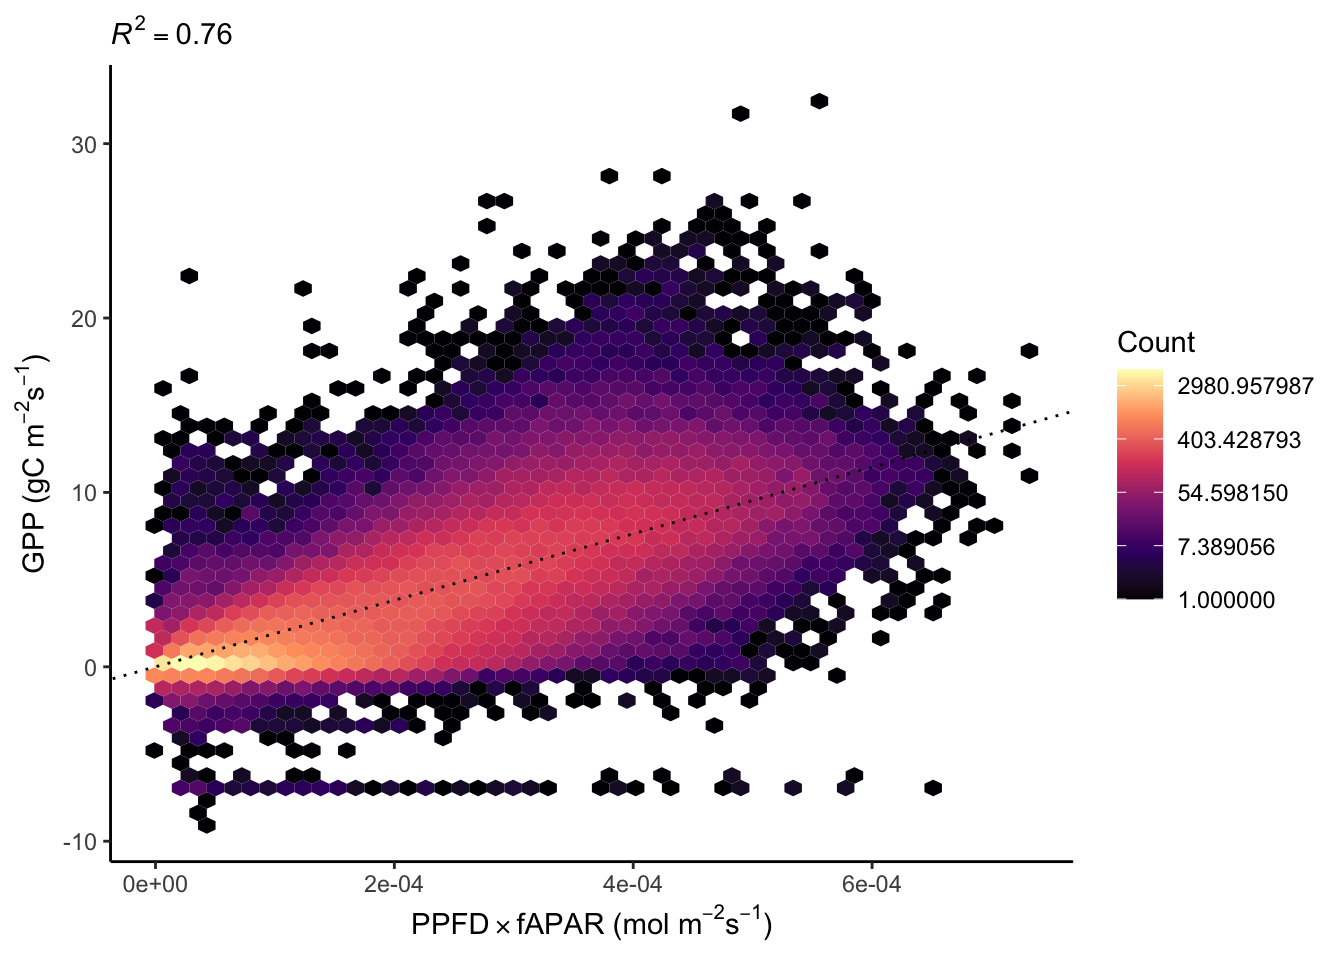 R² = 0.76
30
20
10
0
-10
GPP (gC m⁻²s⁻¹)
0e+00 2e-04 4e-04 6e-04
PPFD × fAPAR (mol m⁻²s⁻¹)
Count
2980.957987
403.428793
54.598150
7.389056
1.000000